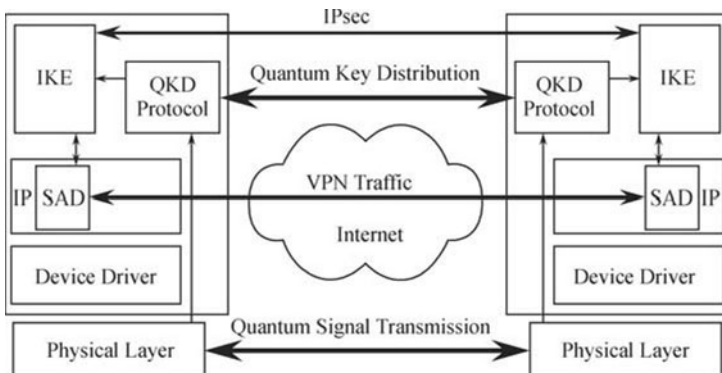 IPsec
IKE
QKD
Protocol
Quantum Key Distribution
QKD
Protocol
IKE
IP
SAD
VPN Traffic
SAD
IP
Internet
Device Driver
Device Driver
Quantum Signal Transmission
Physical Layer
Physical Layer